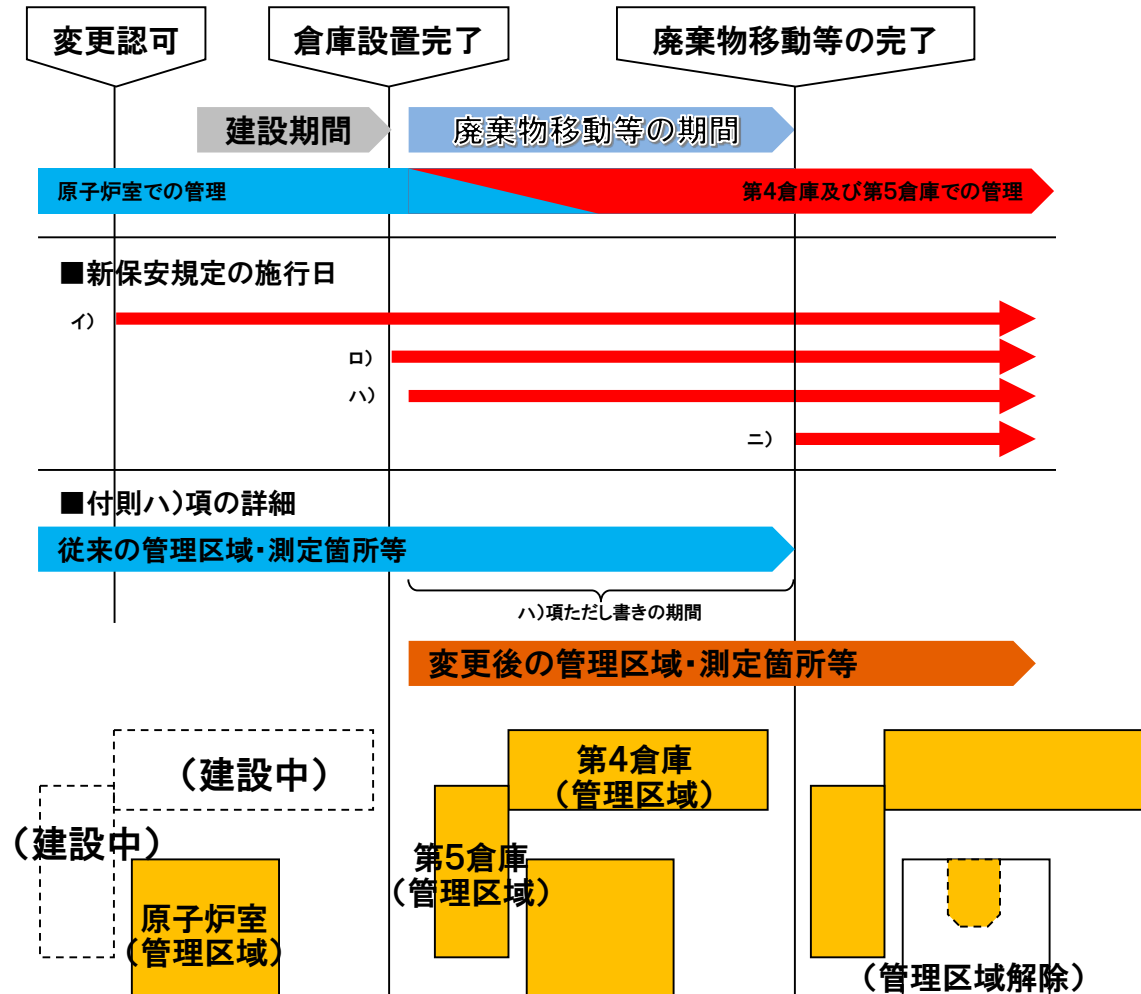 変更認可
倉庫設置完了
廃棄物移動等の完了
建設期間
廃棄物移動等の期間
原子炉室での管理
第4倉庫及び第5倉庫での管理
■新保安規定の施行日
イ）
ロ）
ハ）
ニ）
■付則ハ）項の詳細
従来の管理区域・測定箇所等
ハ）項ただし書きの期間
変更後の管理区域・測定箇所等
（建設中）
（建設中）
原子炉室
（管理区域）
第4倉庫
（管理区域）
第5倉庫
（管理区域）
（管理区域解除）